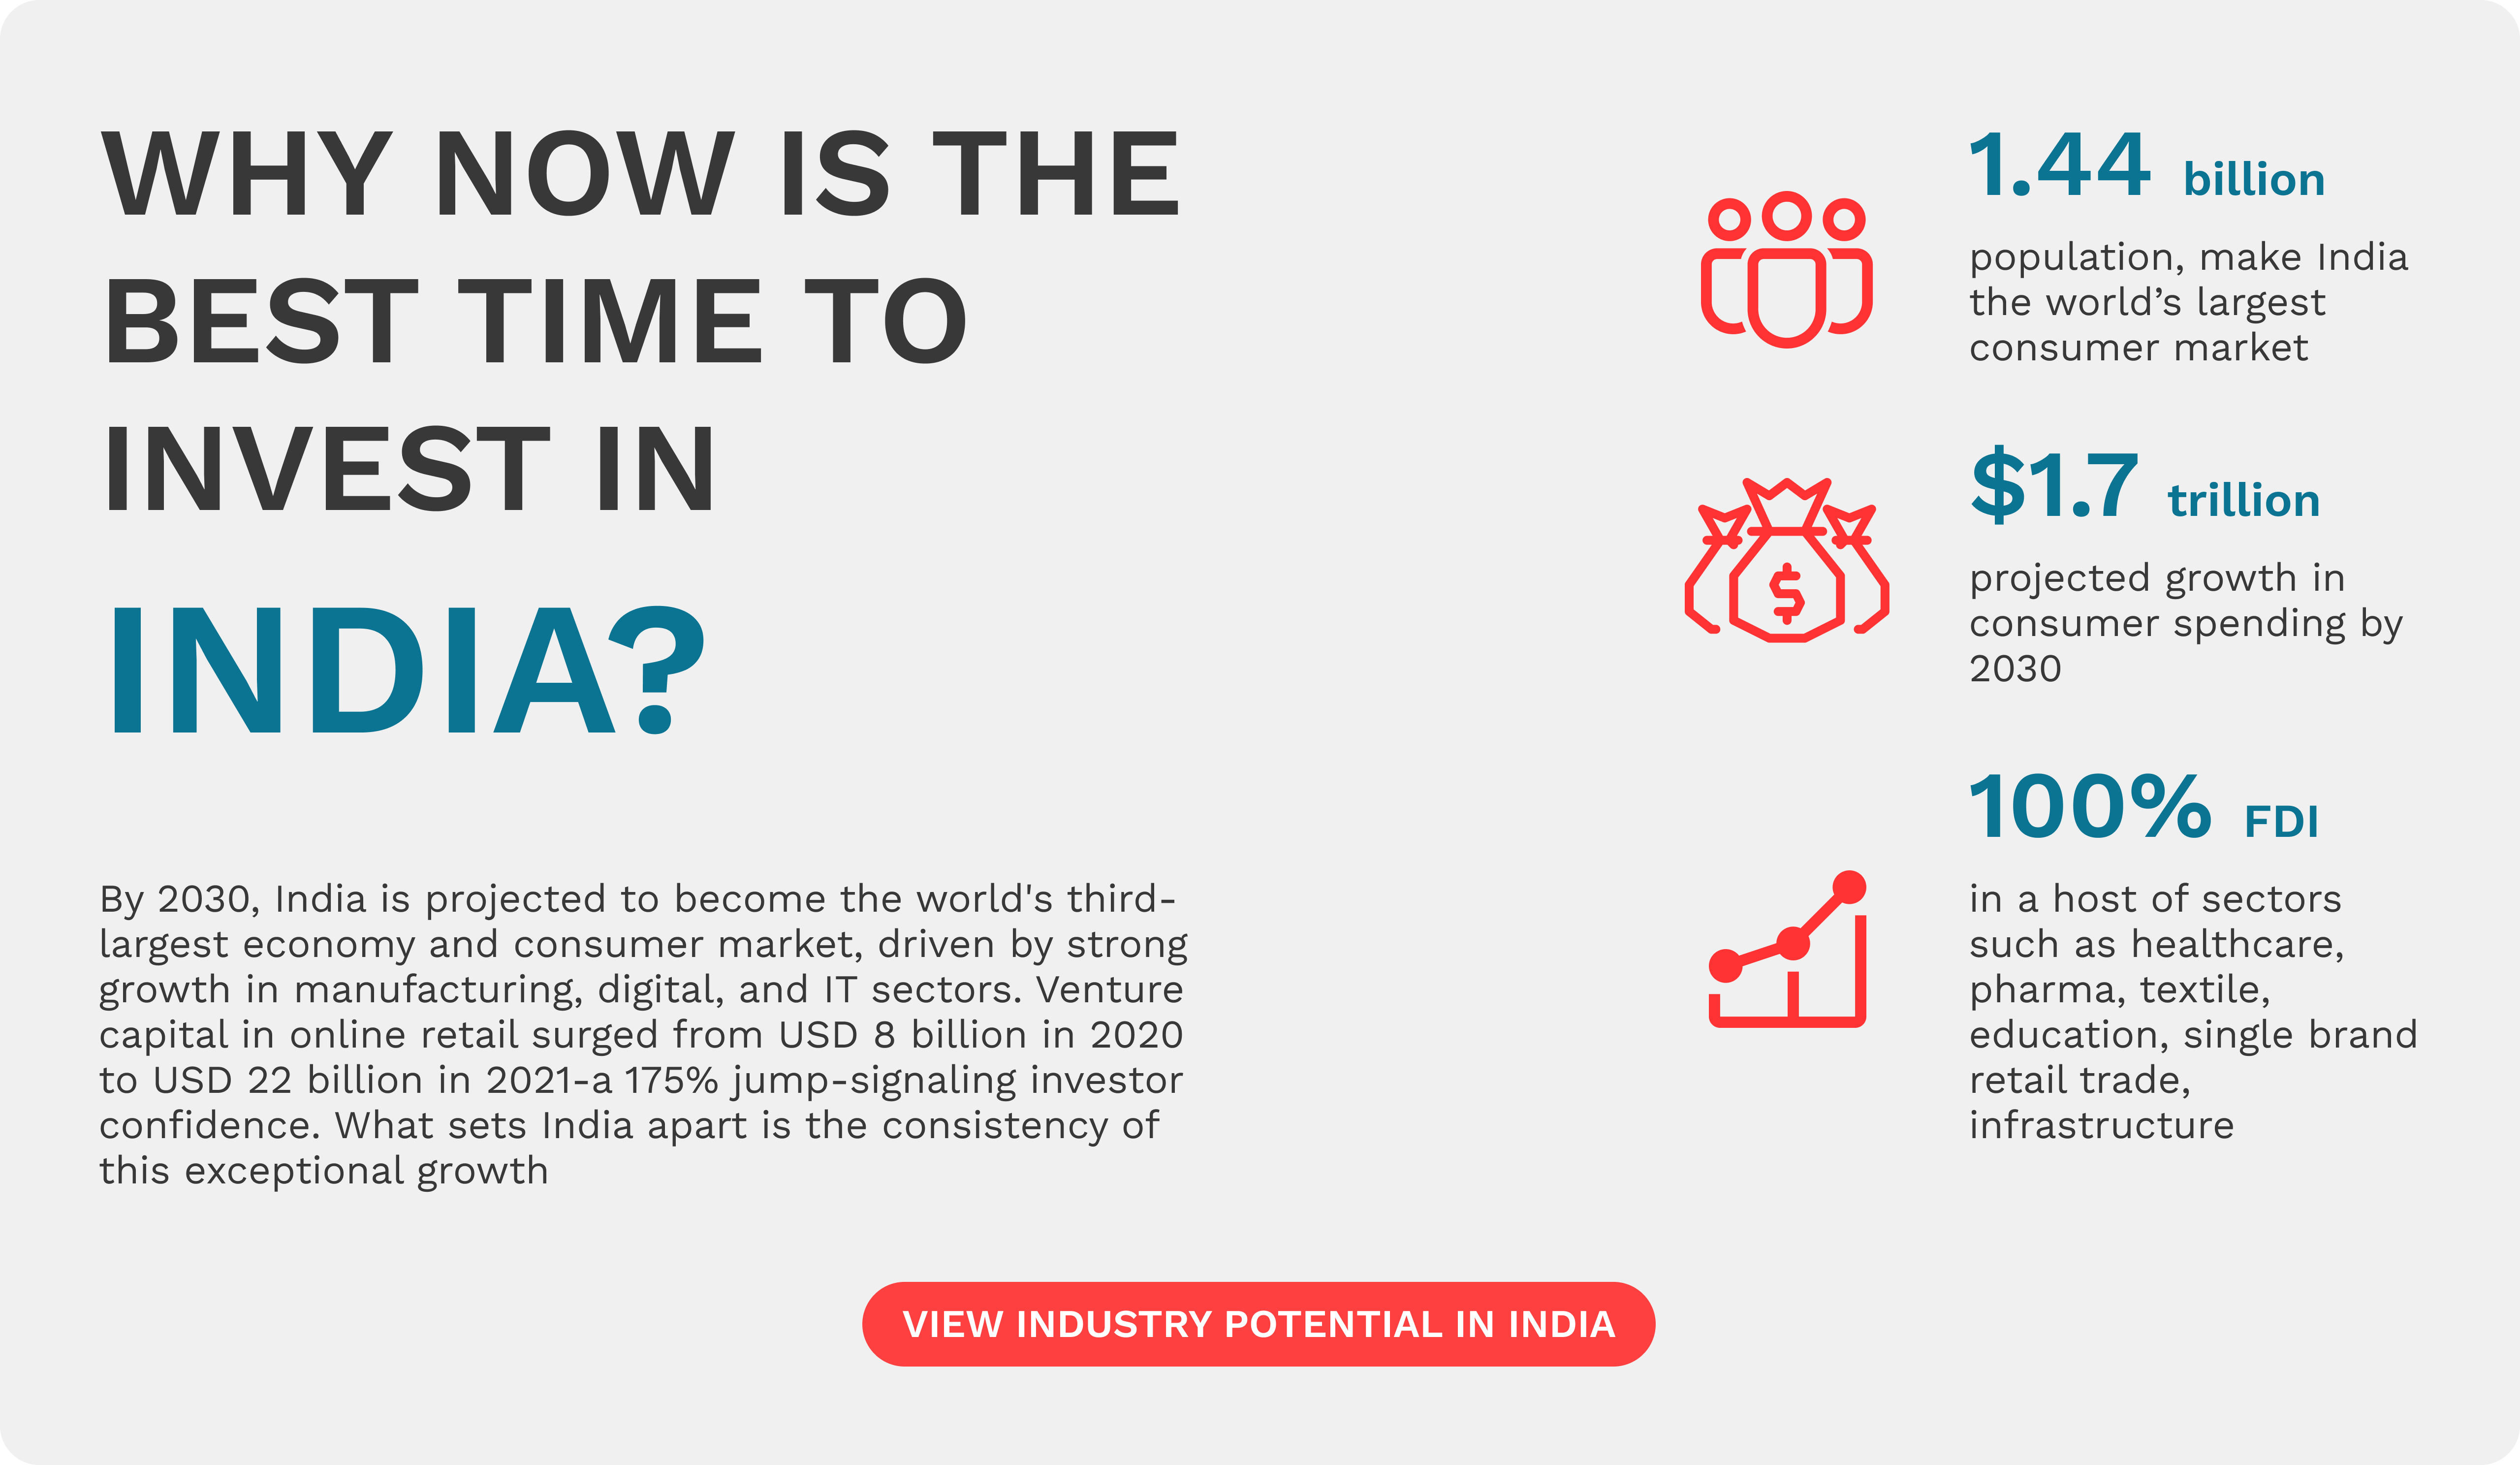 WHY NOW IS THE
BEST TIME TO
INVEST IN
INDIA?
By 2030, India is projected to become the world's third-
largest economy and consumer market, driven by strong
growth in manufacturing, digital, and IT sectors. Venture
capital in online retail surged from USD 8 billion in 2020
to USD 22 billion in 2021-a 175% jump-signaling investor
confidence. What sets India apart is the consistency of
this exceptional growth
1.44 billion
population, make India
the world’s largest
consumer market
$1.7 trillion
projected growth in
consumer spending by
2030
100% FDI
in a host of sectors
such as healthcare,
pharma, textile,
education, single brand
retail trade,
infrastructure
VIEW INDUSTRY POTENTIAL IN INDIA